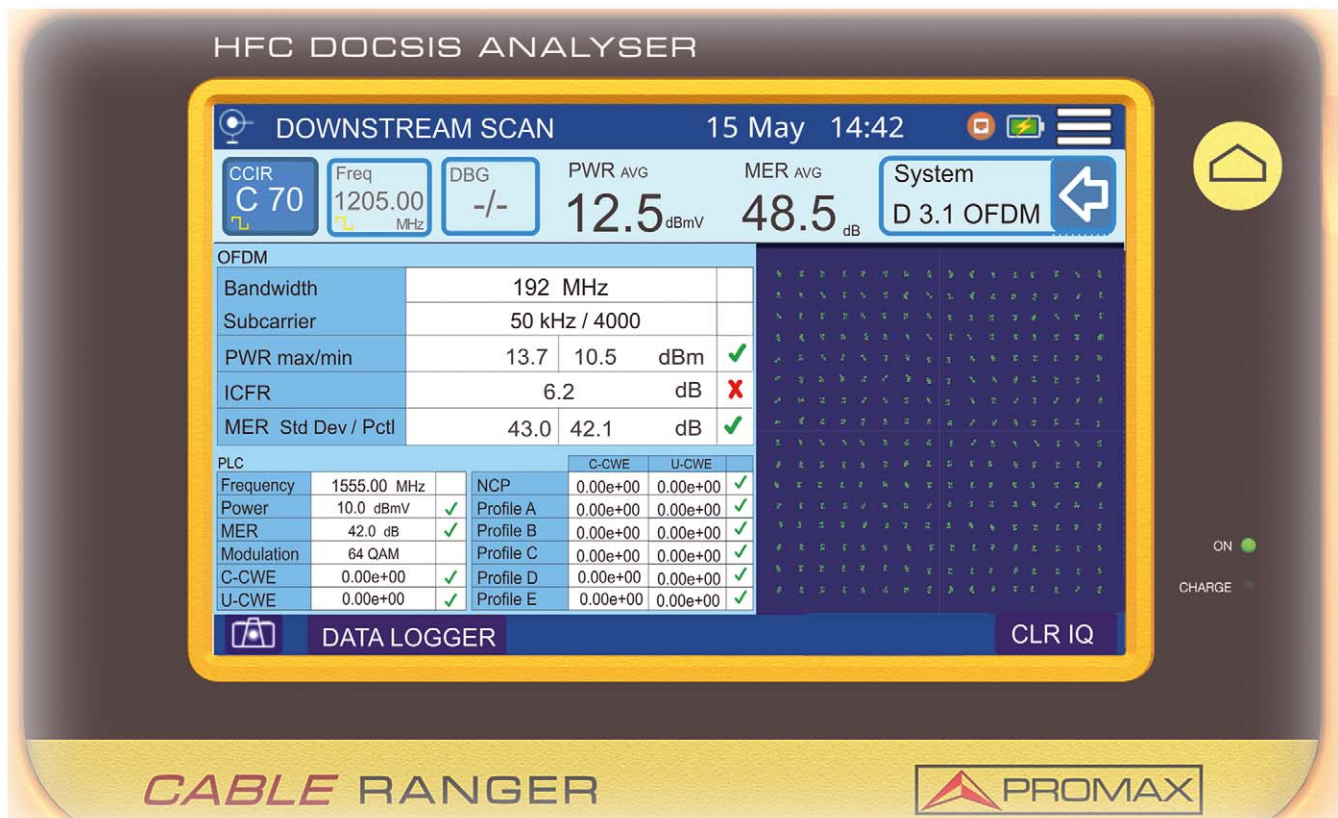 HFC DOCSIS ANALYSER
DOWNSTREAM SCAN 15 May 14:42
CCIR Freq DBG PWR AVG MER AVG System
C 70 1205.00 MHz -/- 12.5 dBmV 48.5 dB D 3.1 OFDM
OFDM
Bandwidth 192 MHz
Subcarrier 50 kHz / 4000
PWR max/min 13.7 10.5 dBm ✓
ICFR 6.2 dB X
MER Std Dev / Pctl 43.0 42.1 dB ✓
PLC C-CWE U-CWE
Frequency 1555.00 MHz NCP 0.00e+00 0.00e+00 ✓
Power 10.0 dBmV ✓ Profile A 0.00e+00 0.00e+00 ✓
MER 42.0 dB ✓ Profile B 0.00e+00 0.00e+00 ✓
Modulation 64 QAM Profile C 0.00e+00 0.00e+00 ✓
C-CWE 0.00e+00 ✓ Profile D 0.00e+00 0.00e+00 ✓
U-CWE 0.00e+00 ✓ Profile E 0.00e+00 0.00e+00 ✓
ON
CHARGE
DATA LOGGER CLR IQ
CABLE RANGER PROMAX